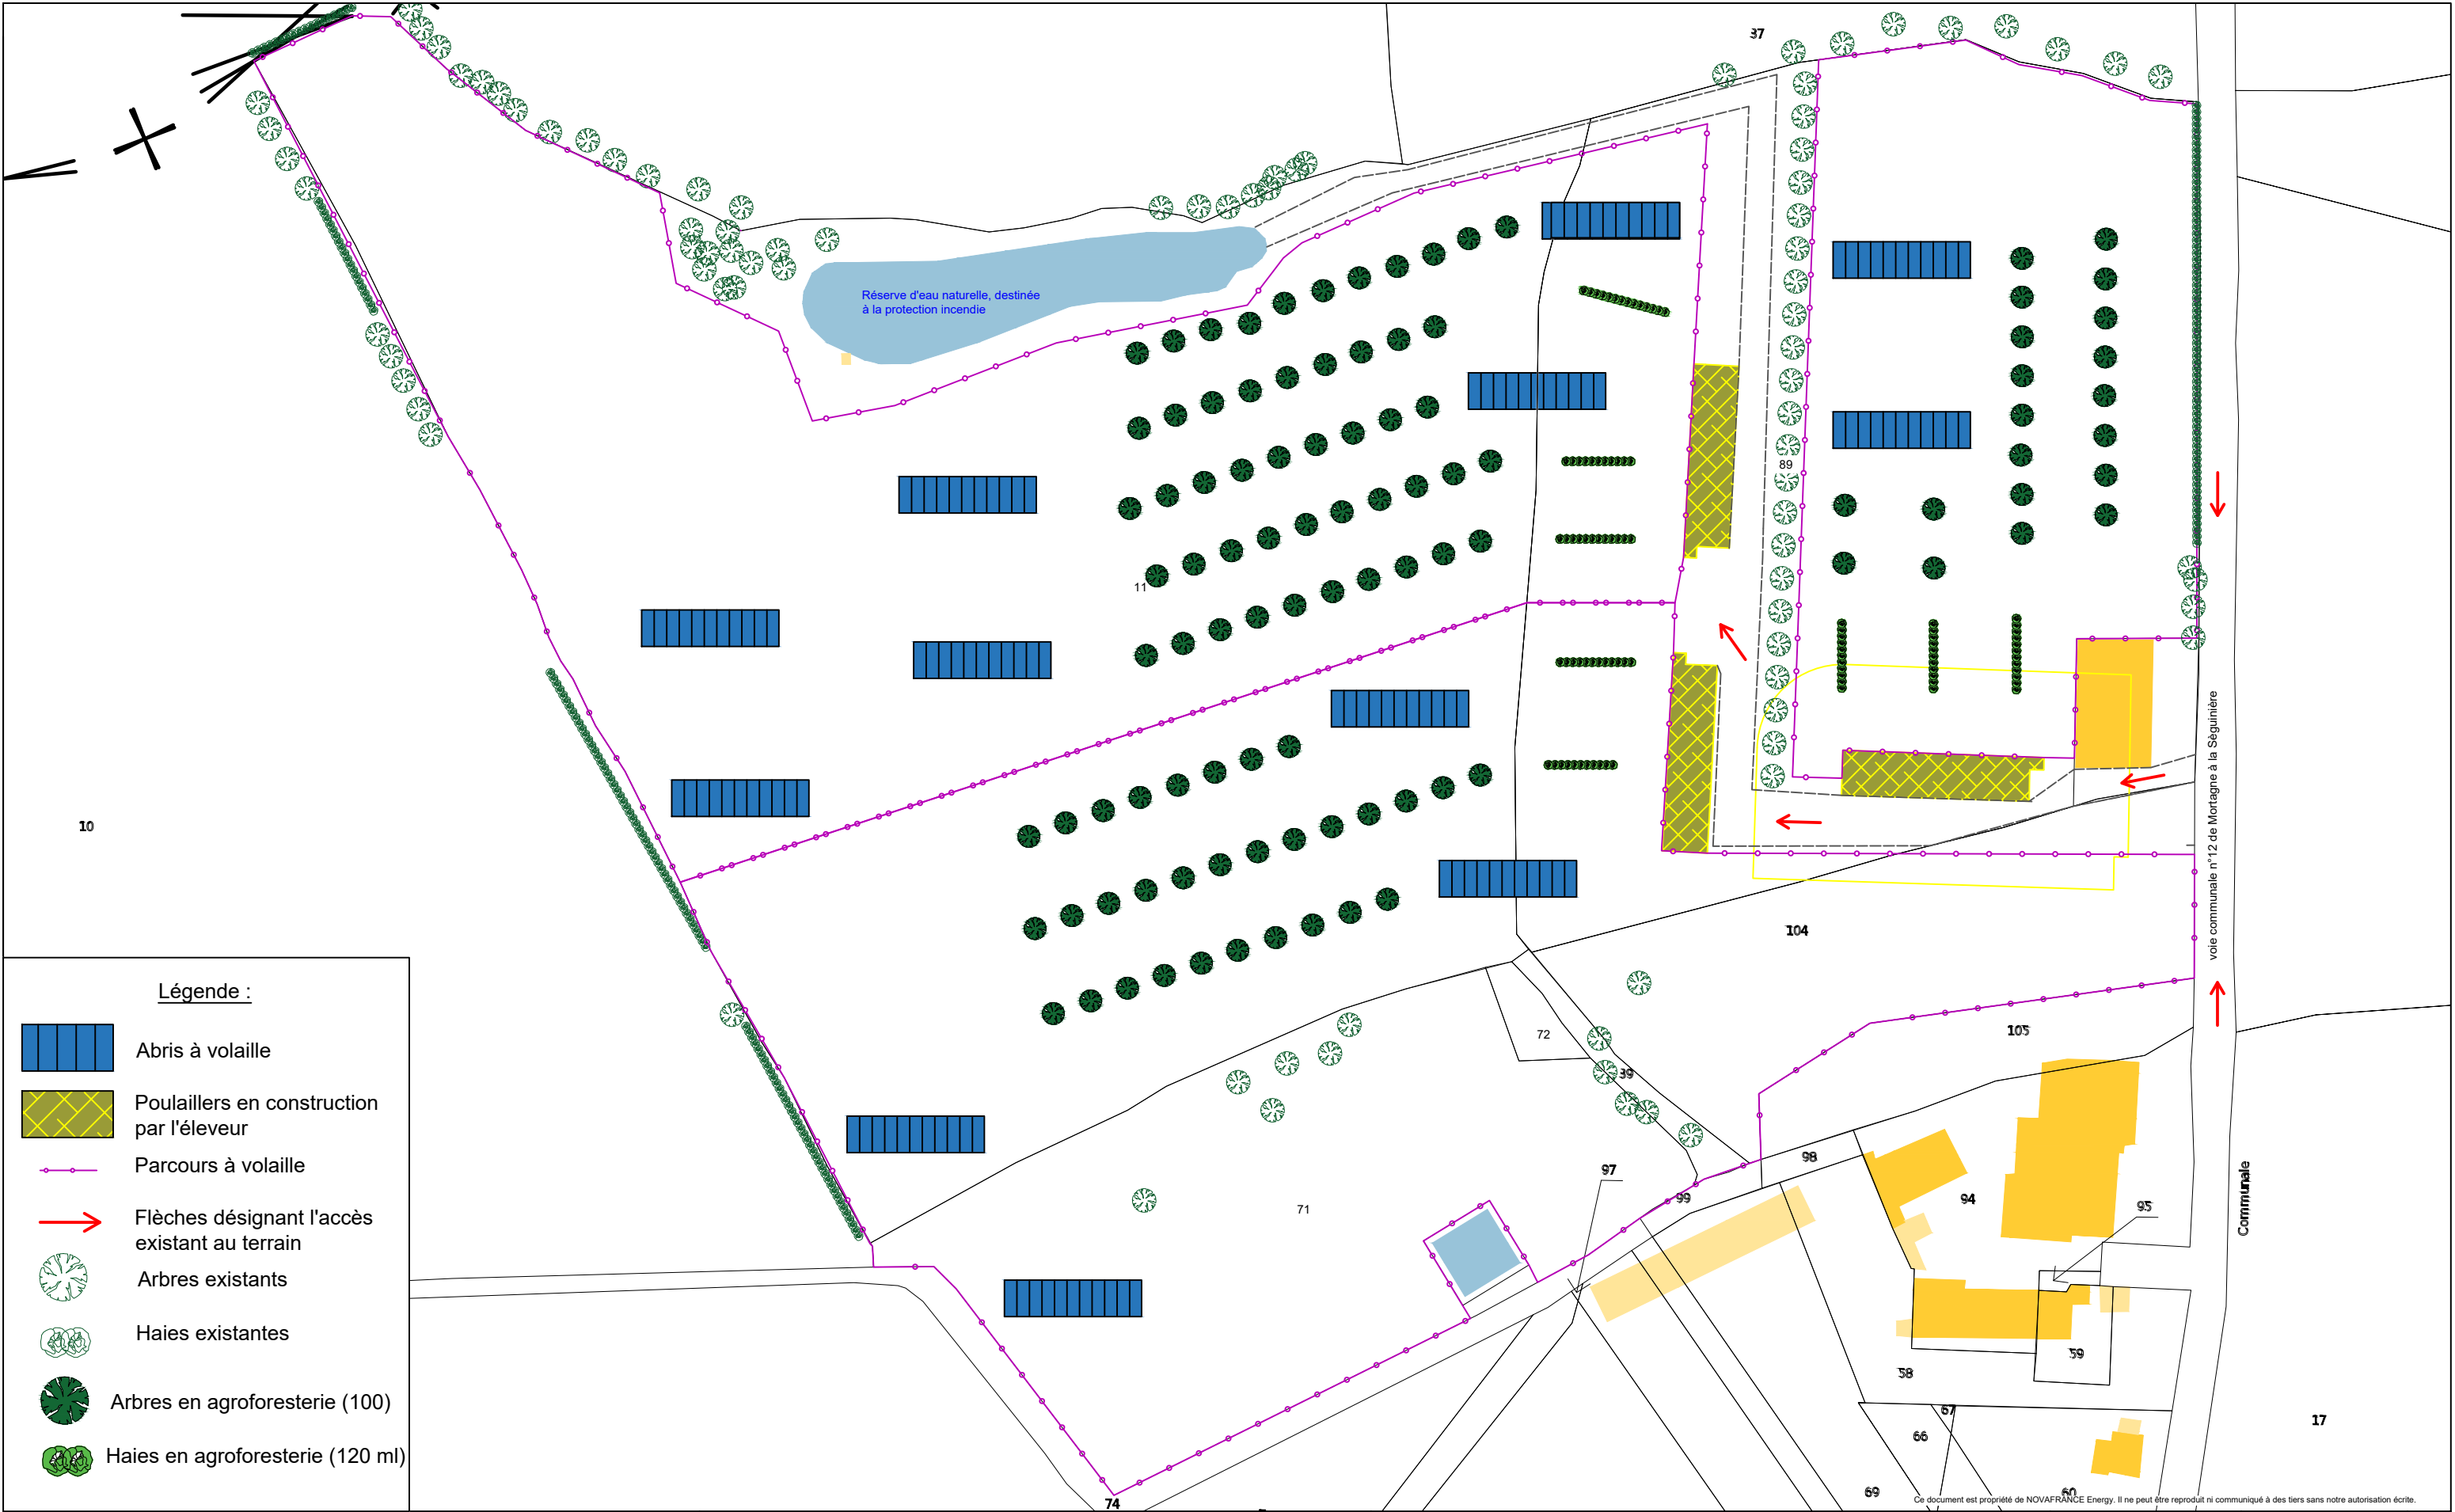 37
Réserve d'eau naturelle, destinée
à la protection incendie
89
11
10
voie communale n°12 de Mortagne à la Séguinière
104
72
105
39
97
98
99
71
94
95
Communale
59
58
67
66
17
69
60
74
Légende :
Abris à volaille
Poulaillers en construction
par l'éleveur
Parcours à volaille
Flèches désignant l'accès
existant au terrain
Arbres existants
Haies existantes
Arbres en agroforesterie (100)
Haies en agroforesterie (120 ml)
Ce document est propriété de NOVAFRANCE Energy. Il ne peut être reproduit ni communiqué à des tiers sans notre autorisation écrite.